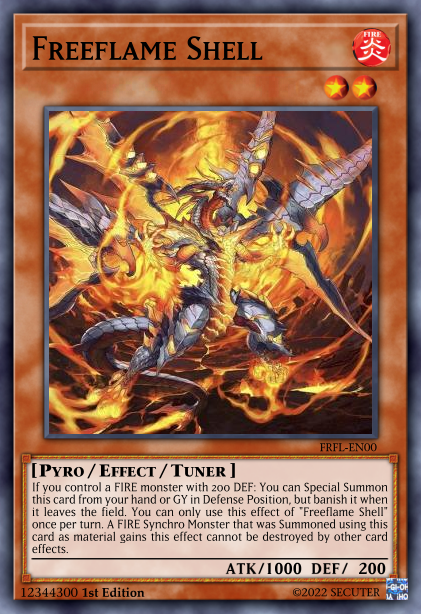 Freeflame Shell
FIRE
炎
FRFL-EN00
[Pyro / Effect / Tuner ]
If you control a FIRE monster with 200 DEF: You can Special Summon
this card from your hand or GY in Defense Position, but banish it when
it leaves the field. You can only use this effect of "Freeflame Shell"
once per turn. A FIRE Synchro Monster that was Summoned using this
card as material gains this effect cannot be destroyed by other card
effects.
ATK/1000 DEF/ 200
12344300 1st Edition ©2022 SECUTER